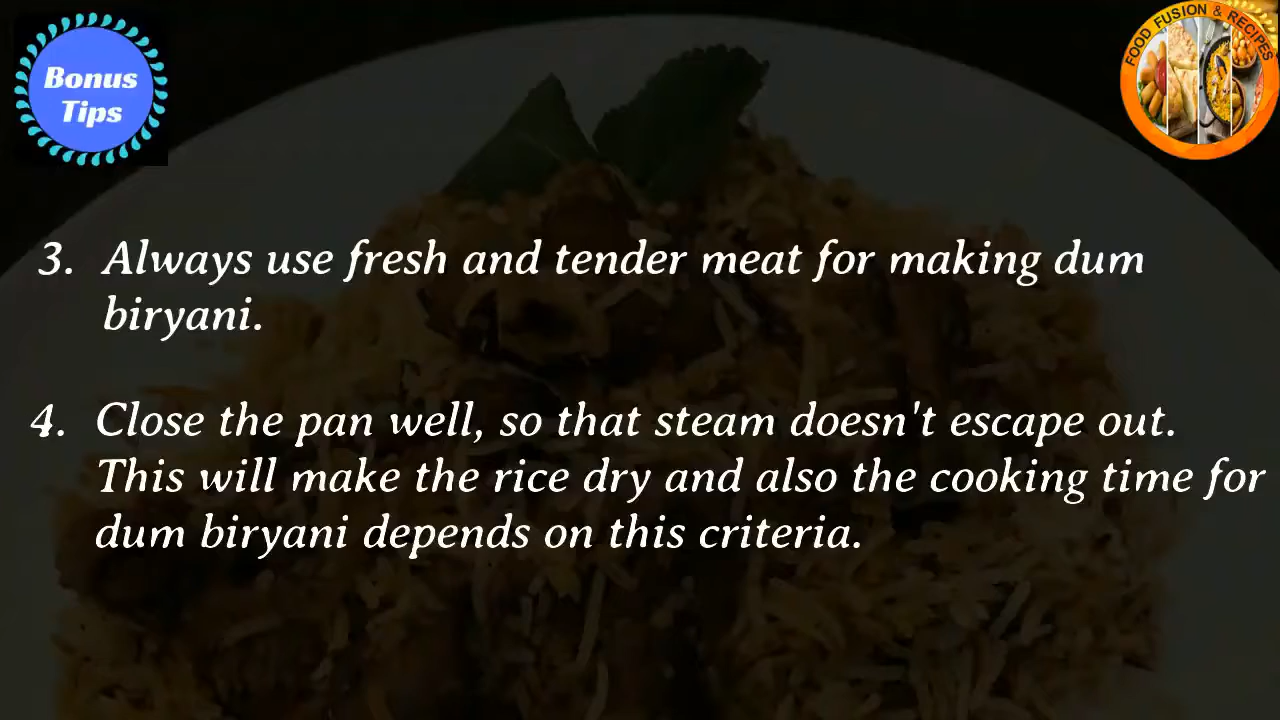 Bonus
Tips
FOOD FUSION & RECIPES
3. Always use fresh and tender meat for making dum
biryani.
4. Close the pan well, so that steam doesn't escape out.
This will make the rice dry and also the cooking time for
dum biryani depends on this criteria.